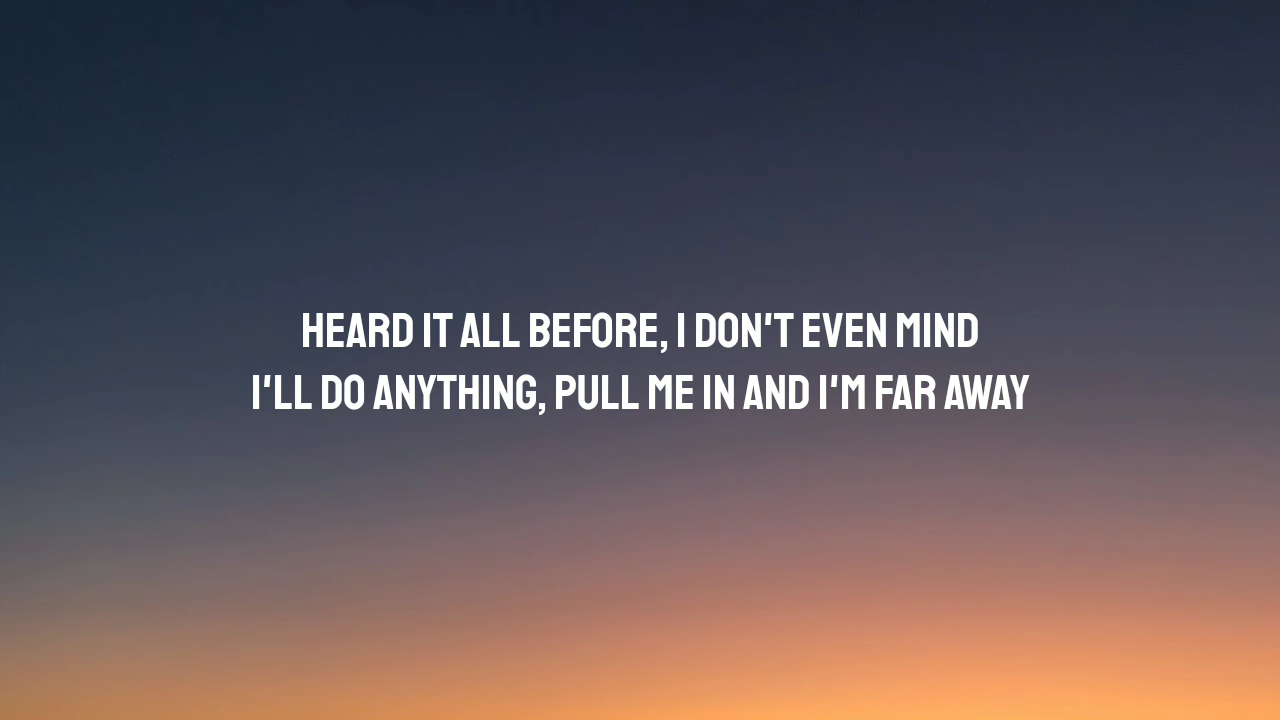 HEARD IT ALL BEFORE, I DON'T EVEN MIND
I'LL DO ANYTHING, PULL ME IN AND I'M FAR AWAY